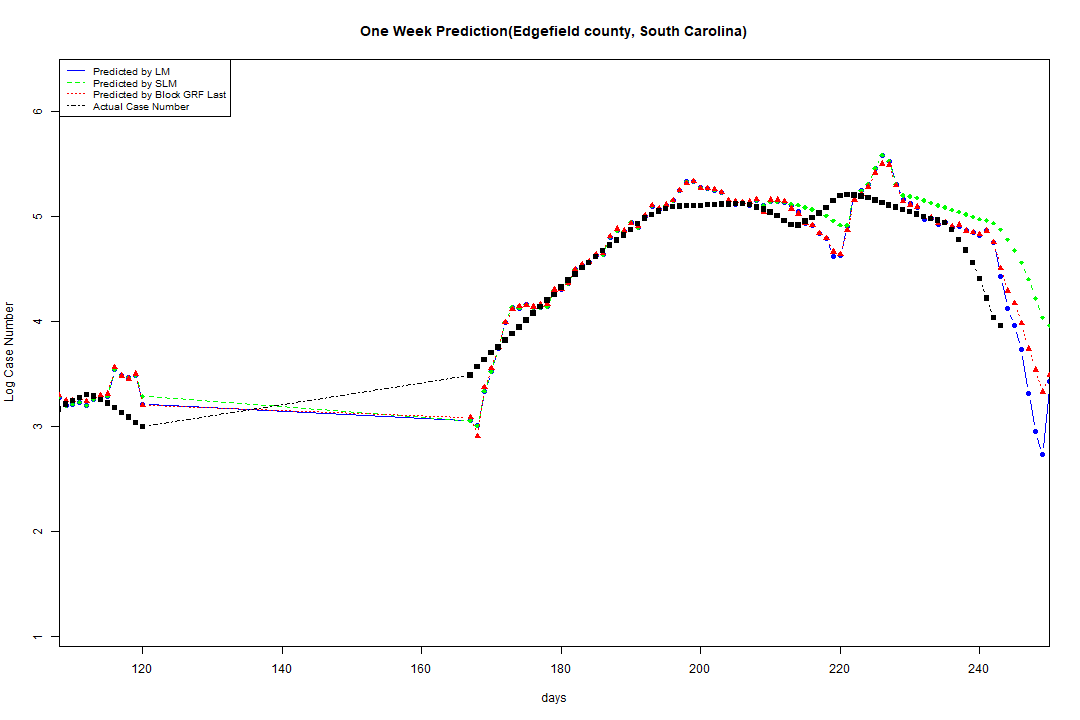 One Week Prediction(Edgefield county, South Carolina)
Predicted by LM
Predicted by SLM
Predicted by Block GRF Last
Actual Case Number
Log Case Number
6
5
4
3
2
1
120 140 160 180 200 220 240
days